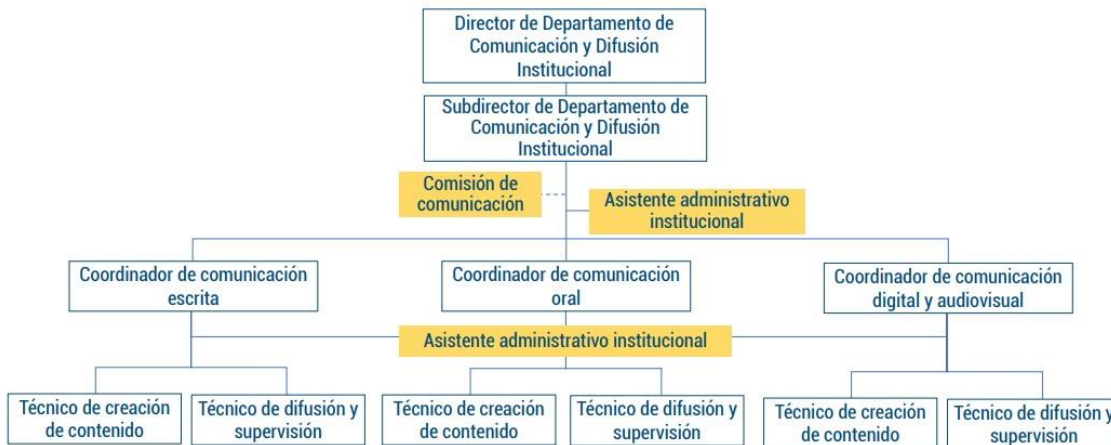 Director de Departamento de
Comunicación y Difusión
Institucional
Subdirector de Departamento de
Comunicación y Difusión
Institucional
Comisión de
comunicación
Asistente administrativo
institucional
Coordinador de comunicación
escrita
Coordinador de comunicación
oral
Coordinador de comunicación
digital y audiovisual
Asistente administrativo institucional
Técnico de creación
de contenido
Técnico de difusión y
supervisión
Técnico de creación
de contenido
Técnico de difusión y
supervisión
Técnico de creación
de contenido
Técnico de difusión y
supervisión